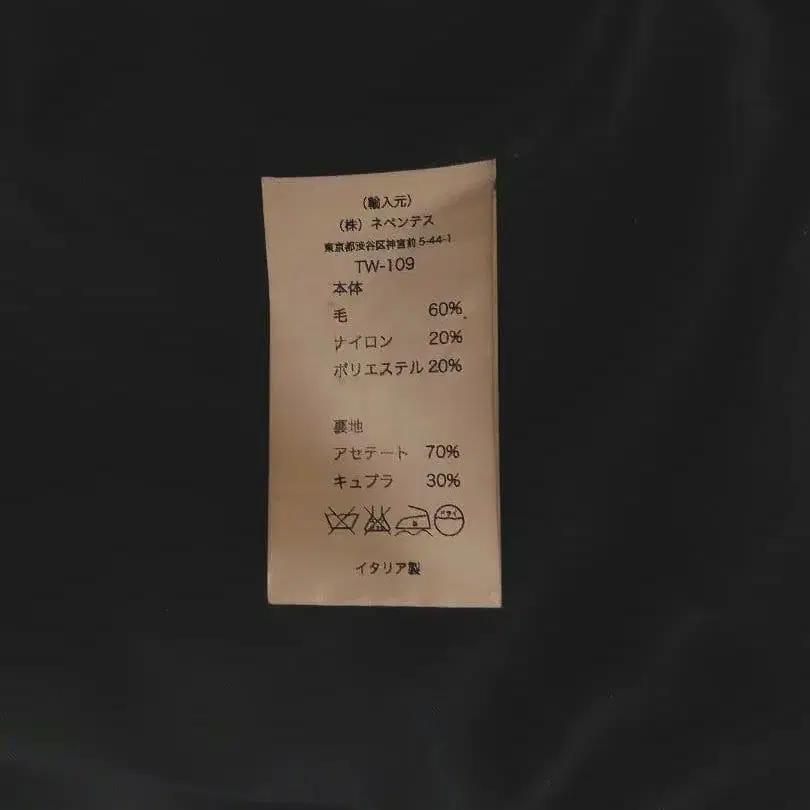 （輸入元）
（株）ネペンテス
東京都渋谷区神宮前 5-44-1
TW-109
本体
毛 60%
ナイロン 20%
ポリエステル 20%
裏地
アセテート 70%
キュプラ 30%
ドライ
イタリア製